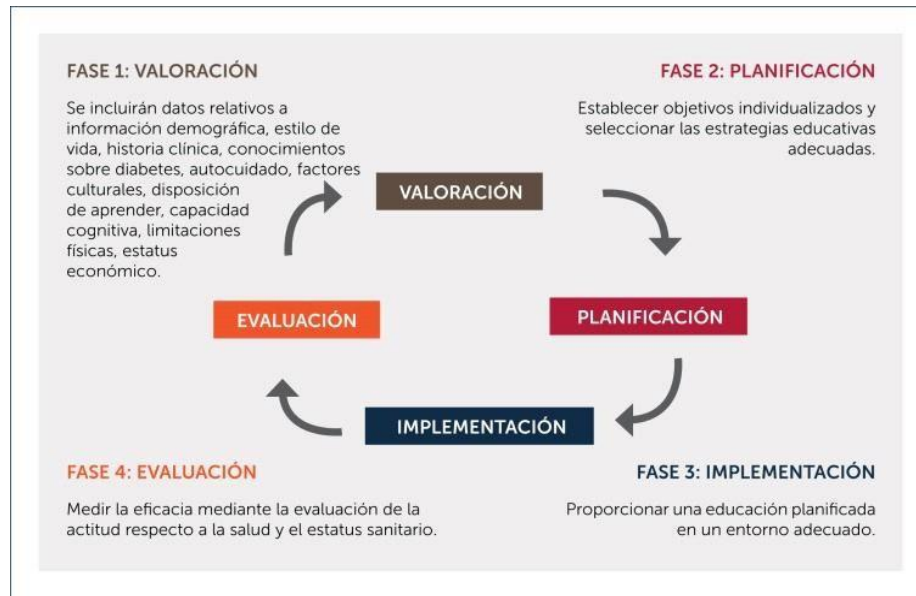 FASE 1: VALORACIÓN
Se incluirán datos relativos a
información demográfica, estilo de
vida, historia clínica, conocimientos
sobre diabetes, autocuidado, factores
culturales, disposición
de aprender, capacidad
cognitiva, limitaciones
físicas, estatus
económico.
FASE 2: PLANIFICACIÓN
Establecer objetivos individualizados y
seleccionar las estrategias educativas
adecuadas.
VALORACIÓN
EVALUACIÓN
PLANIFICACIÓN
IMPLEMENTACIÓN
FASE 4: EVALUACIÓN
Medir la eficacia mediante la evaluación de la
actitud respecto a la salud y el estatus sanitario.
FASE 3: IMPLEMENTACIÓN
Proporcionar una educación planificada
en un entorno adecuado.